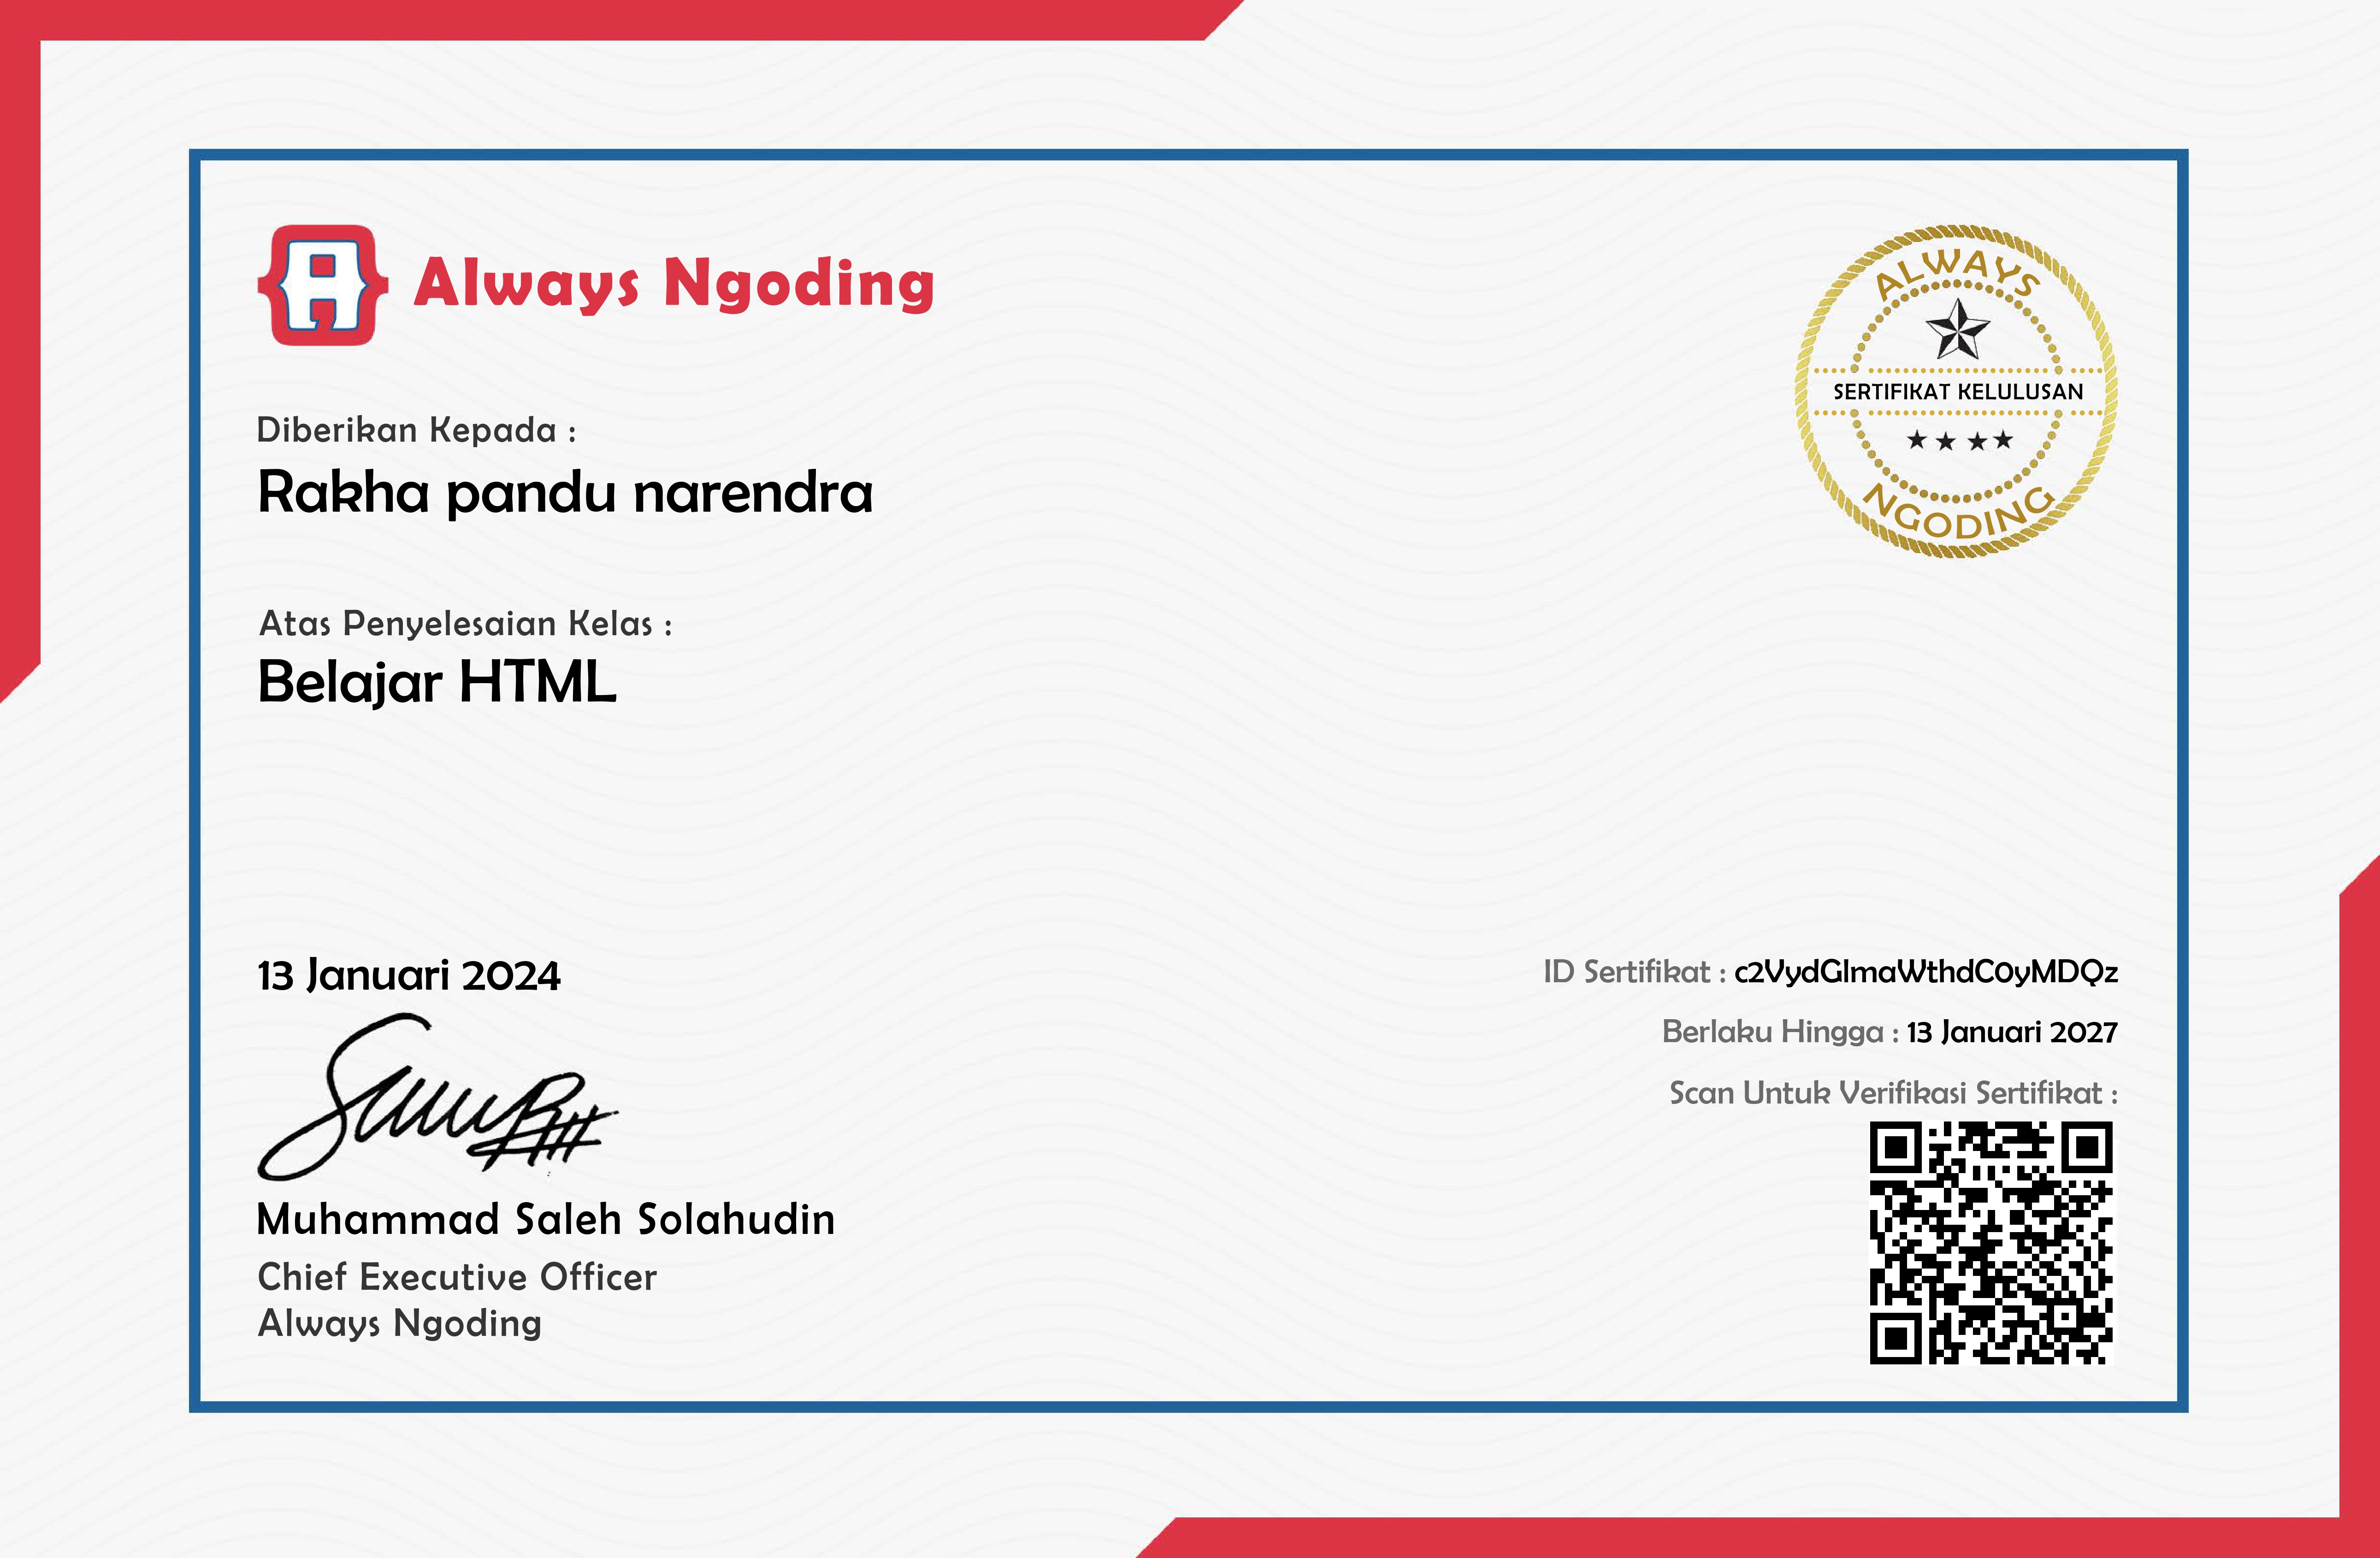 Always Ngoding
ALWAYS
SERTIFIKAT KELULUSAN
NGODING
Diberikan Kepada :
Rakha pandu narendra
Atas Penyelesaian Kelas :
Belajar HTML
13 Januari 2024
Muhammad Saleh Solahudin
Chief Executive Officer
Always Ngoding
ID Sertifikat : c2VydGlmaWthdC0yMDQz
Berlaku Hingga : 13 Januari 2027
Scan Untuk Verifikasi Sertifikat :